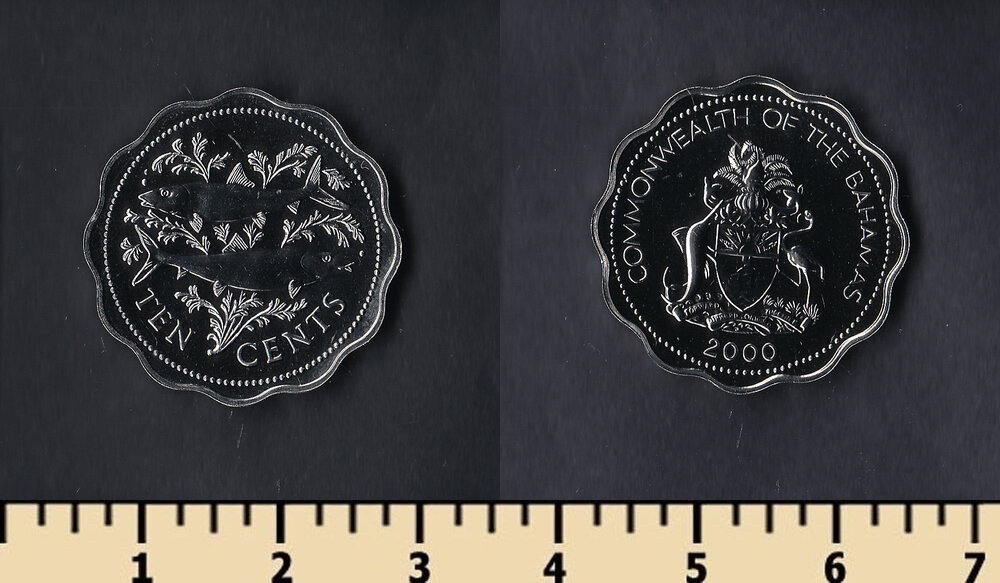 TEN CENTS
COMMONWEALTH OF THE BAHAMAS
2000
1 2 3 4 5 6 7